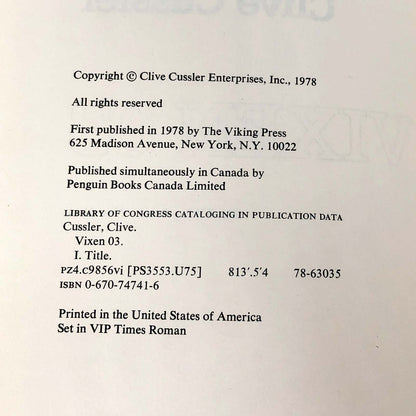 Copyright © Clive Cussler Enterprises, Inc., 1978
All rights reserved
First published in 1978 by The Viking Press
625 Madison Avenue, New York, N.Y. 10022
Published simultaneously in Canada by
Penguin Books Canada Limited
LIBRARY OF CONGRESS CATALOGING IN PUBLICATION DATA
Cussler, Clive.
Vixen 03.
I. Title.
PZ4.C9856vi [PS3553.U75] 813'.5'4 78-63035
ISBN 0-670-74741-6
Printed in the United States of America
Set in VIP Times Roman